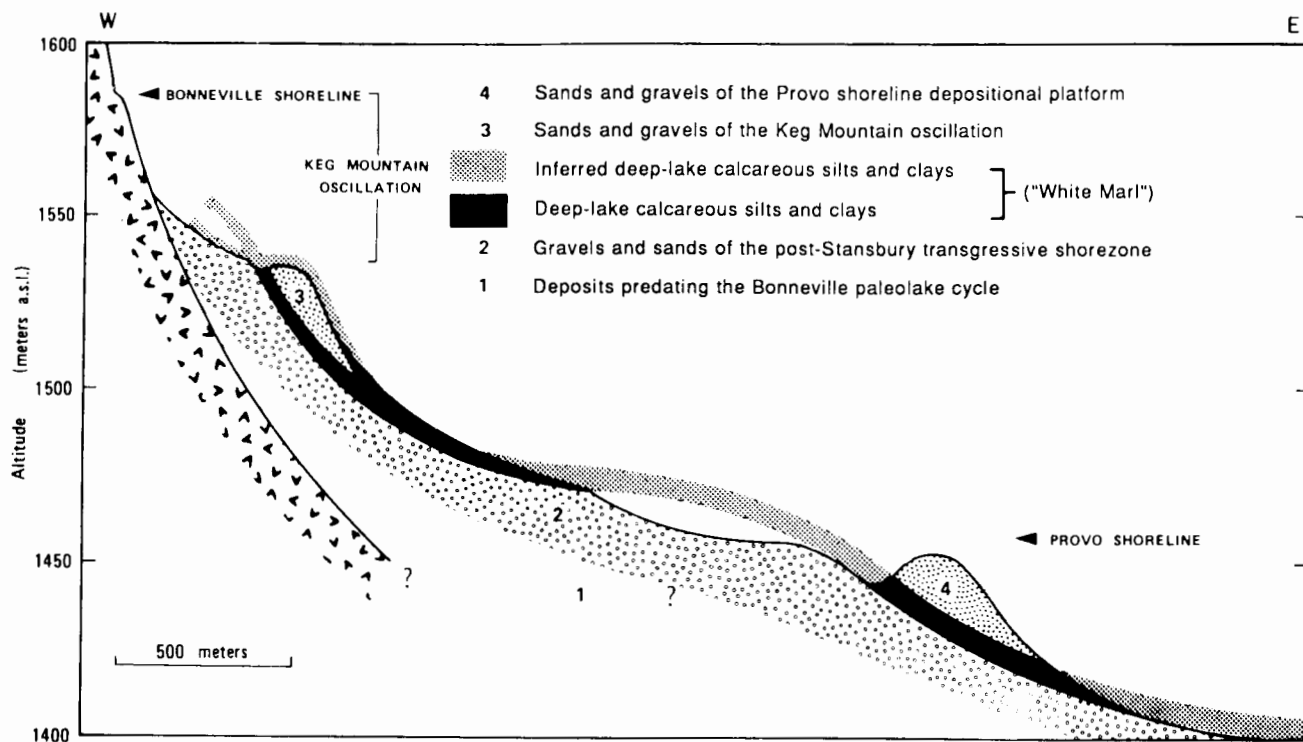 W
E
1600
◄ BONNEVILLE SHORELINE
4 Sands and gravels of the Provo shoreline depositional platform
3 Sands and gravels of the Keg Mountain oscillation
KEG MOUNTAIN
OSCILLATION
Inferred deep-lake calcareous silts and clays
("White Marl")
Deep-lake calcareous silts and clays
1550
2 Gravels and sands of the post-Stansbury transgressive shorezone
1 Deposits predating the Bonneville paleolake cycle
3
Altitude (meters a.s.l.)
1500
2
1450
◄ PROVO SHORELINE
?
1
?
4
500 meters
1400